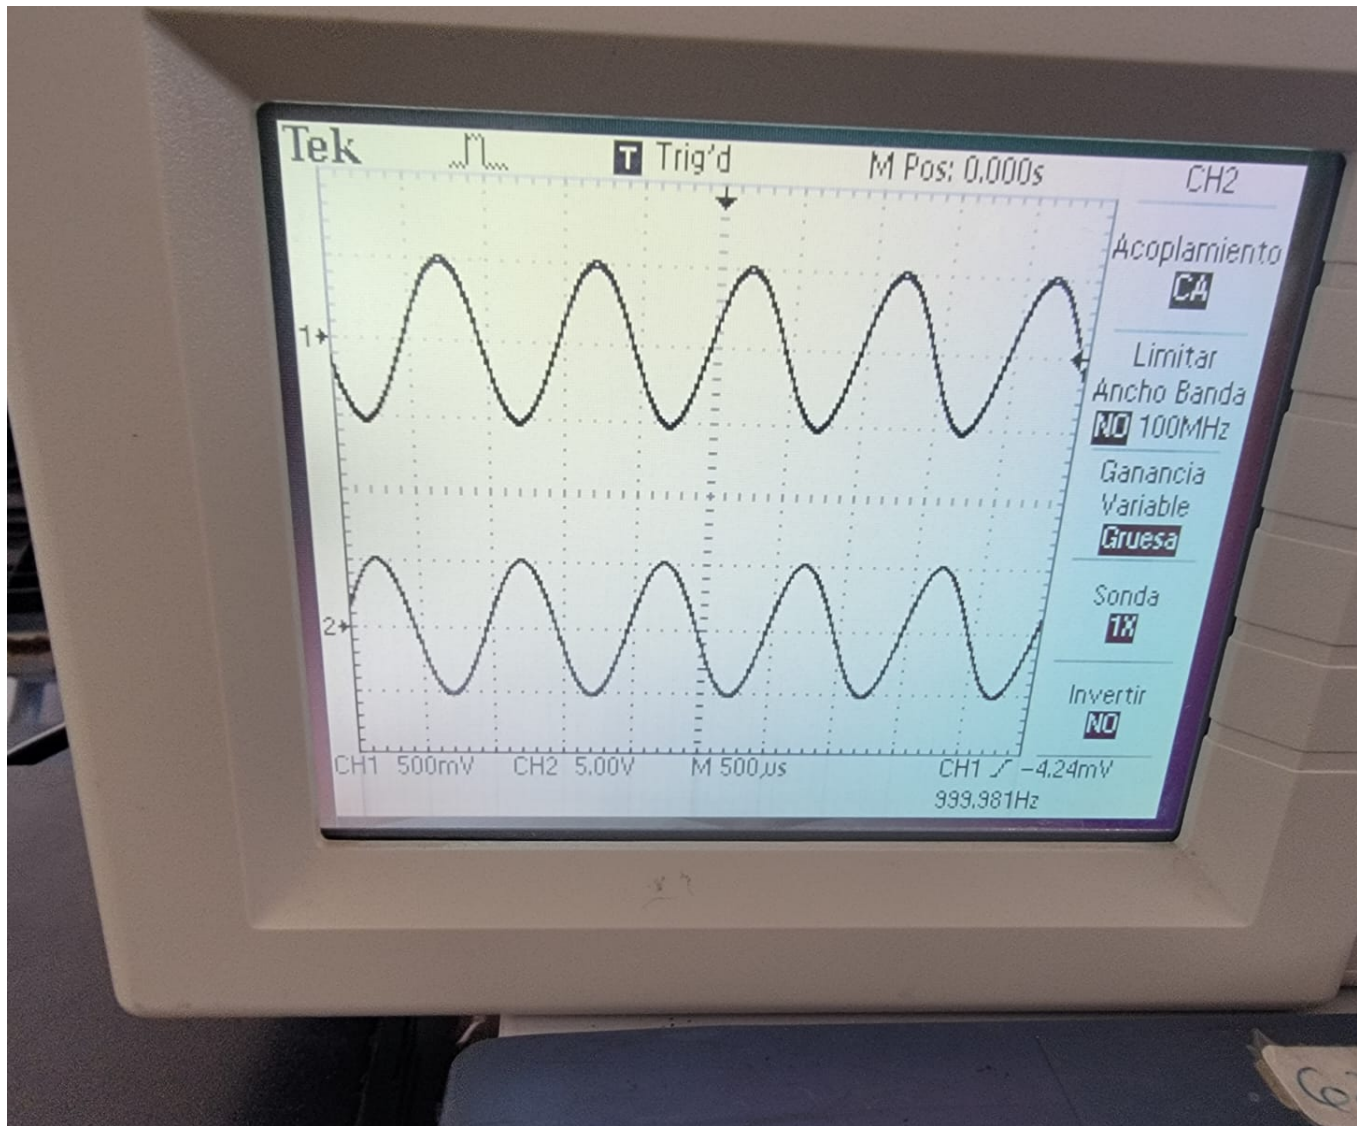 Tek T Trig'd M Pos: 0.000s CH2
Acoplamiento
CA
1
Limitar
Ancho Banda
NO 100MHz
Ganancia
Variable
Gruesa
Sonda
1X
2
Invertir
NO
CH1 500mV CH2 5.00V M 500µs CH1 -4.24mV
999.981Hz